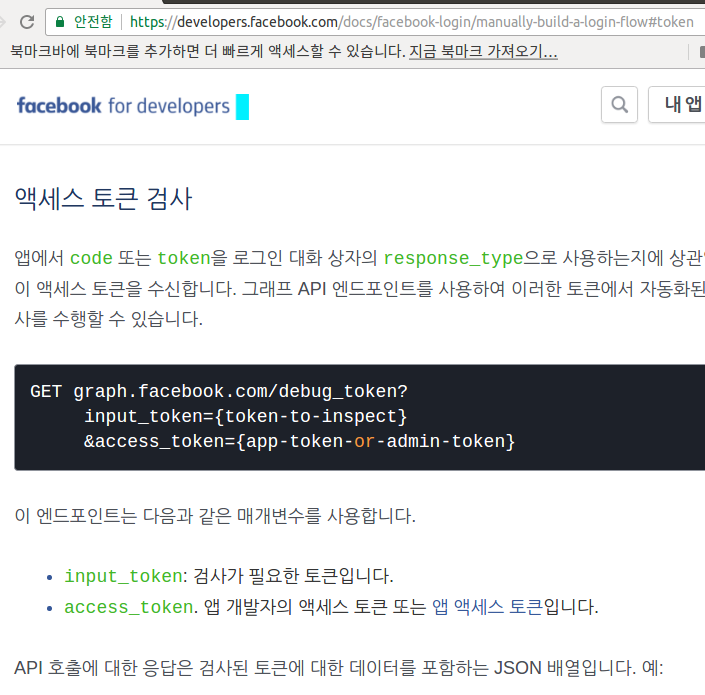 안전함 https://developers.facebook.com/docs/facebook-login/manually-build-a-login-flow#token
북마크바에 북마크를 추가하면 더 빠르게 액세스할 수 있습니다. 지금 북마크 가져오기...
facebook for developers
내 앱
액세스 토큰 검사
앱에서 code 또는 token을 로그인 대화 상자의 response_type으로 사용하는지에 상관
이 액세스 토큰을 수신합니다. 그래프 API 엔드포인트를 사용하여 이러한 토큰에서 자동화된
사를 수행할 수 있습니다.
GET graph.facebook.com/debug_token?
input_token={token-to-inspect}
&access_token={app-token-or-admin-token}
이 엔드포인트는 다음과 같은 매개변수를 사용합니다.
• input_token: 검사가 필요한 토큰입니다.
• access_token. 앱 개발자의 액세스 토큰 또는 앱 액세스 토큰입니다.
API 호출에 대한 응답은 검사된 토큰에 대한 데이터를 포함하는 JSON 배열입니다. 예: